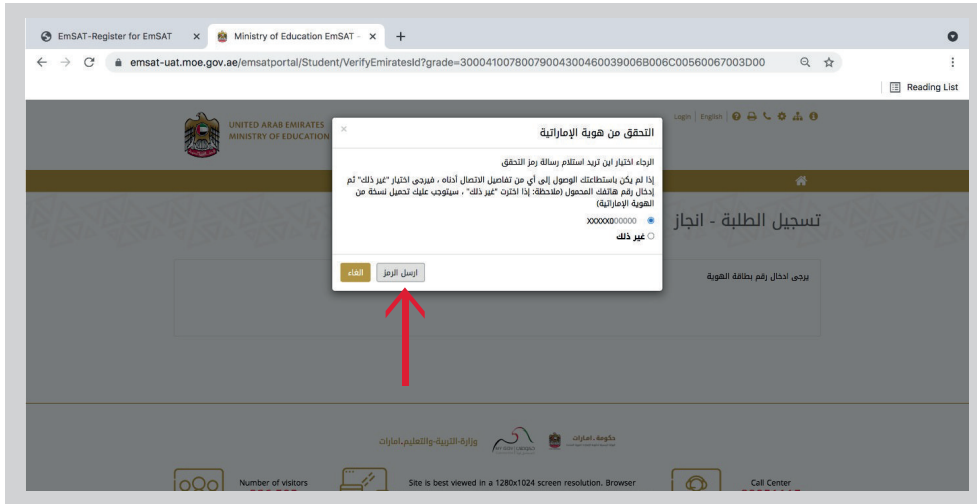 EmSAT-Register for EmSAT
Ministry of Education EmSAT -
emsat-uat.moe.gov.ae/emsatportal/Student/VerifyEmiratesId?grade=300041007800790043004600390006B006C00560067003D00
Reading List
UNITED ARAB EMIRATES
MINISTRY OF EDUCATION
Login | English
التحقق من هوية الإماراتية
الرجاء اختيار اين تريد استلام رسالة رمز التحقق
إذا لم يكن باستطاعتك الوصول إلى أي من تفاصيل الاتصال أدناه ، فيرجى اختيار "غير ذلك" ثم
إدخال رقم هاتفك المحمول (ملاحظة: إذا اخترت "غير ذلك" ، سيتوجب عليك تحميل نسخة من
الهوية الإماراتية)
XXXXX000000
غير ذلك
ارسل الرمز
الغاء
تسجيل الطلبة - انجاز
يرجى ادخال رقم بطاقة الهوية
حكومة.امارات
وزارة-التربية-والتعليم.امارات
Number of visitors
Site is best viewed in a 1280x1024 screen resolution. Browser
Call Center